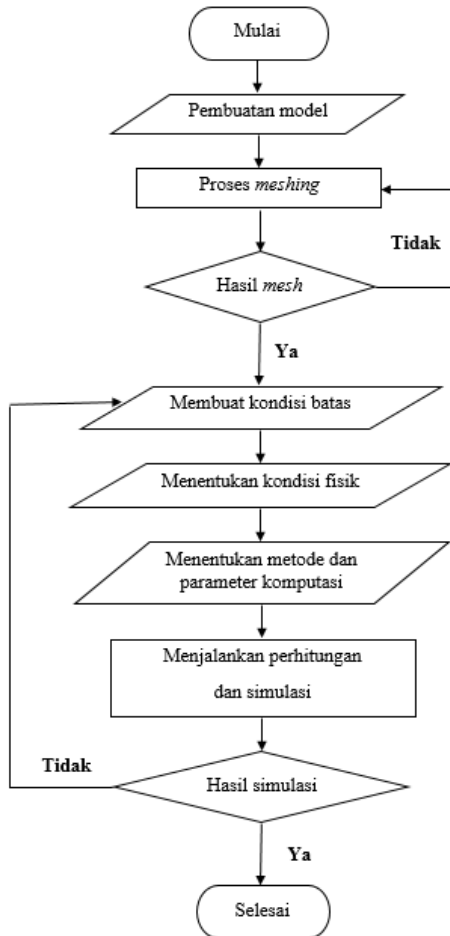 Mulai
Pembuatan model
Proses meshing
Tidak
Hasil mesh
Ya
Membuat kondisi batas
Menentukan kondisi fisik
Menentukan metode dan
parameter komputasi
Menjalankan perhitungan
dan simulasi
Tidak
Hasil simulasi
Ya
Selesai